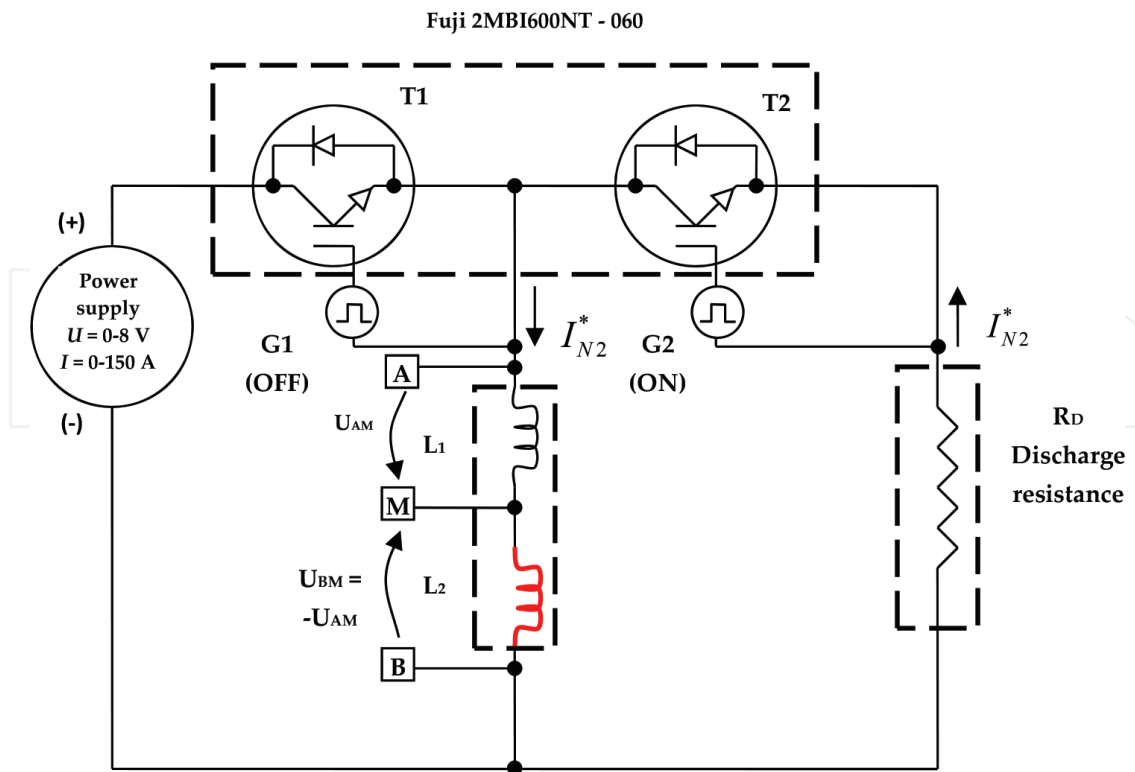 Fuji 2MBI600NT - 060
T1
T2
(+)
Power
supply
U = 0-8 V
I = 0-150 A
(-)
G1
(OFF)
I*N2
G2
(ON)
I*N2
A
UAM
L1
M
UBM =
-UAM
L2
B
RD
Discharge
resistance